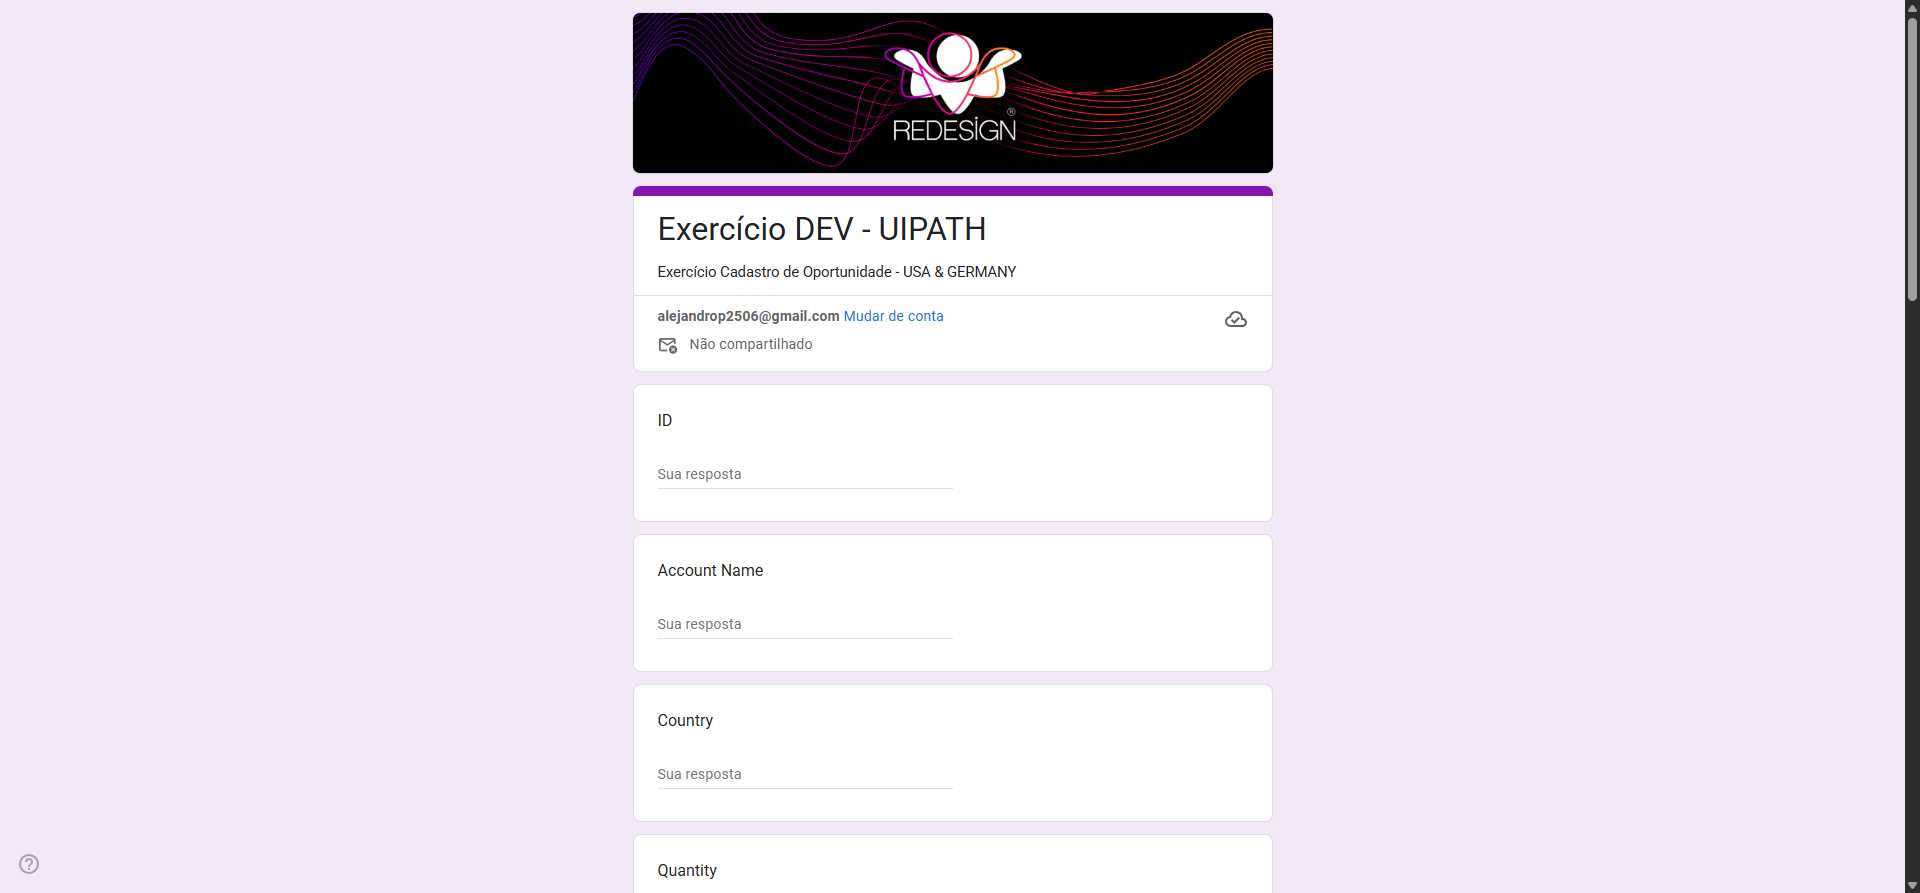 REDESIGN
®
Exercício DEV - UIPATH
Exercício Cadastro de Oportunidade - USA & GERMANY
alejandrop2506@gmail.com Mudar de conta
Não compartilhado
ID
Sua resposta
Account Name
Sua resposta
Country
Sua resposta
Quantity